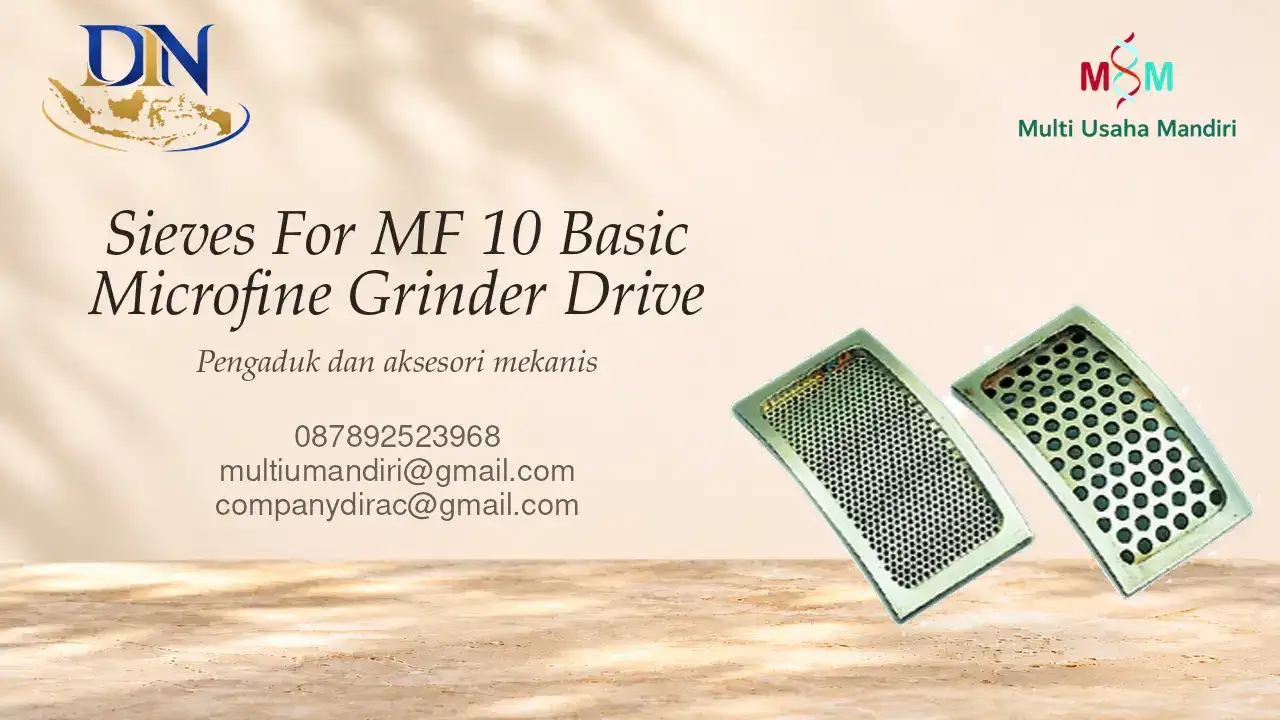 DN
M M
Multi Usaha Mandiri
Sieves For MF 10 Basic
Microfine Grinder Drive
Pengaduk dan aksesori mekanis
087892523968
multiumandiri@gmail.com
companydirac@gmail.com